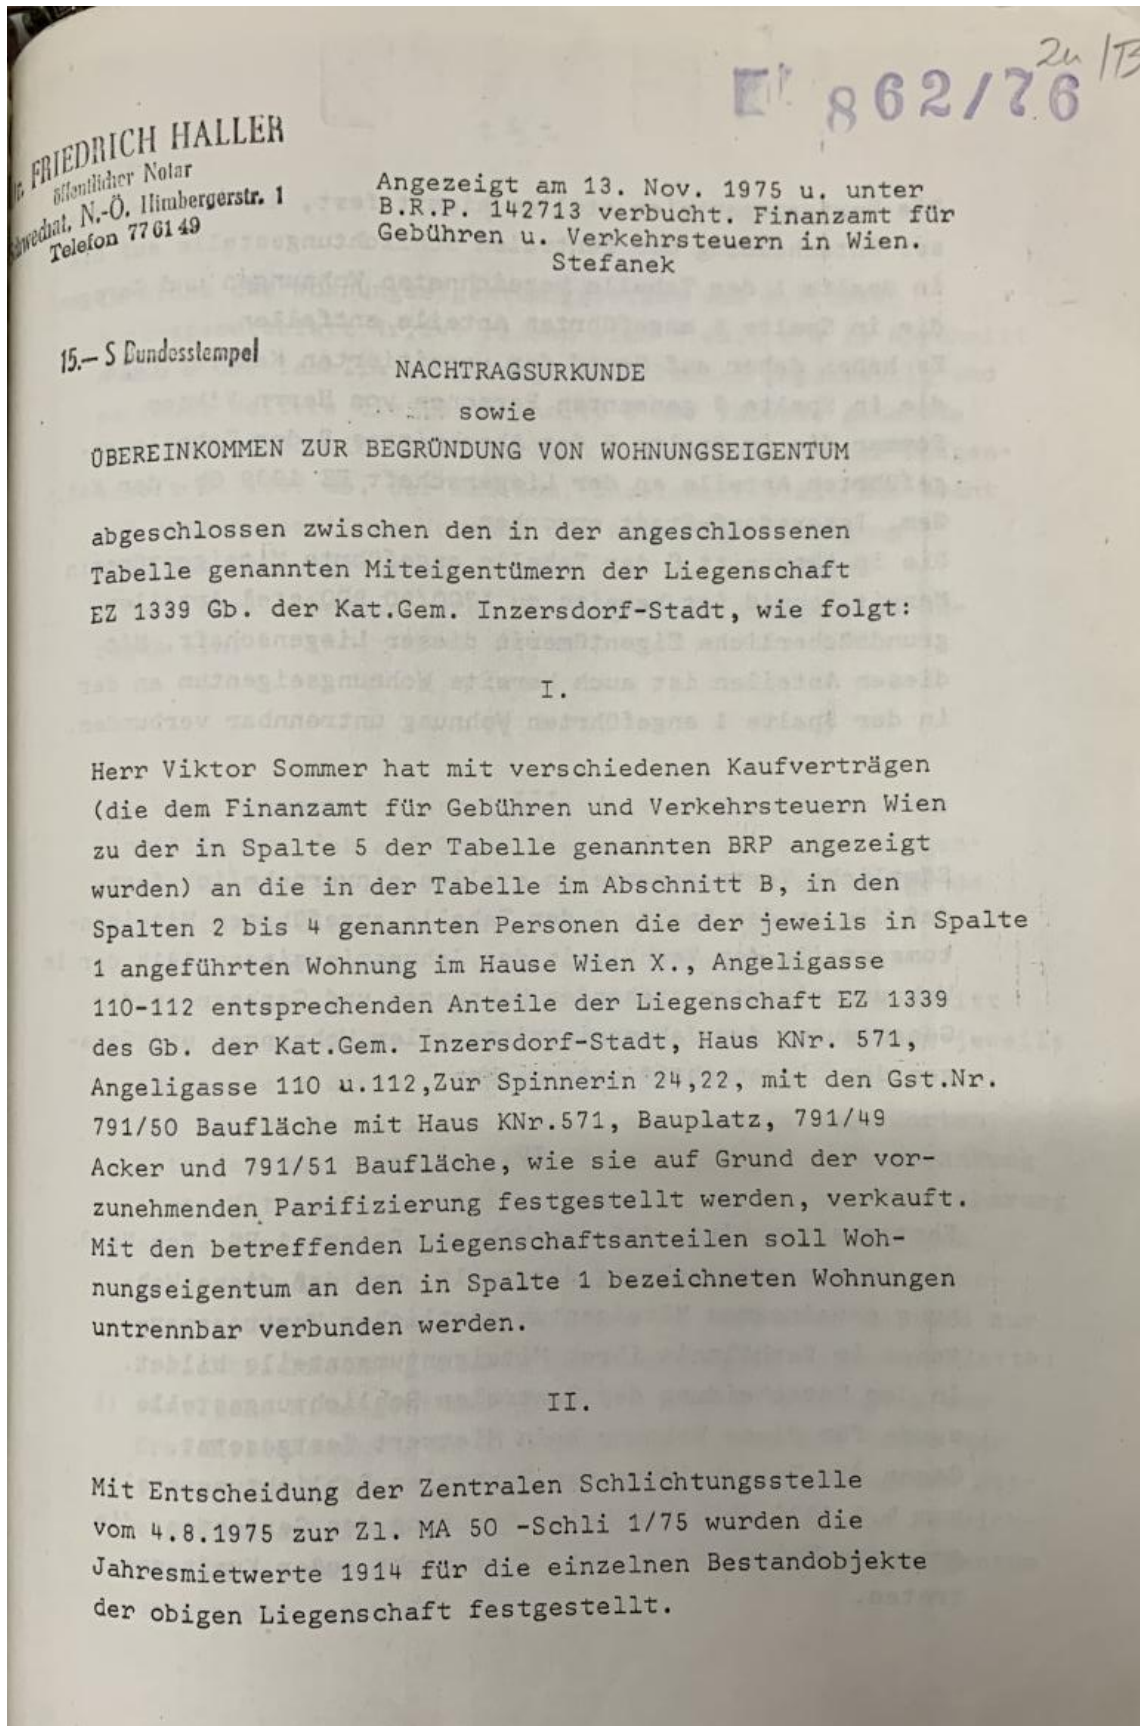 862/76
FRIEDRICH HALLER
öffentlicher Notar
Schwechat, N.-Ö. Himbergerstr. 1
Telefon 77 61 49
Angezeigt am 13. Nov. 1975 u. unter
B.R.P. 142713 verbucht. Finanzamt für
Gebühren u. Verkehrsteuern in Wien.
Stefanek
15.— S Bundesstempel
NACHTRAGSURKUNDE
sowie
ÜBEREINKOMMEN ZUR BEGRÜNDUNG VON WOHNUNGSEIGENTUM
abgeschlossen zwischen den in der angeschlossenen
Tabelle genannten Miteigentümern der Liegenschaft
EZ 1339 Gb. der Kat.Gem. Inzersdorf-Stadt, wie folgt:
I.
Herr Viktor Sommer hat mit verschiedenen Kaufverträgen
(die dem Finanzamt für Gebühren und Verkehrsteuern Wien
zu der in Spalte 5 der Tabelle genannten BRP angezeigt
wurden) an die in der Tabelle im Abschnitt B, in den
Spalten 2 bis 4 genannten Personen die der jeweils in Spalte
1 angeführten Wohnung im Hause Wien X., Angeligasse
110-112 entsprechenden Anteile der Liegenschaft EZ 1339
des Gb. der Kat.Gem. Inzersdorf-Stadt, Haus KNr. 571,
Angeligasse 110 u.112,Zur Spinnerin 24,22, mit den Gst.Nr.
791/50 Baufläche mit Haus KNr.571, Bauplatz, 791/49
Acker und 791/51 Baufläche, wie sie auf Grund der vor-
zunehmenden Parifizierung festgestellt werden, verkauft.
Mit den betreffenden Liegenschaftsanteilen soll Woh-
nungseigentum an den in Spalte 1 bezeichneten Wohnungen
untrennbar verbunden werden.
II.
Mit Entscheidung der Zentralen Schlichtungsstelle
vom 4.8.1975 zur Zl. MA 50 -Schli 1/75 wurden die
Jahresmietwerte 1914 für die einzelnen Bestandobjekte
der obigen Liegenschaft festgestellt.